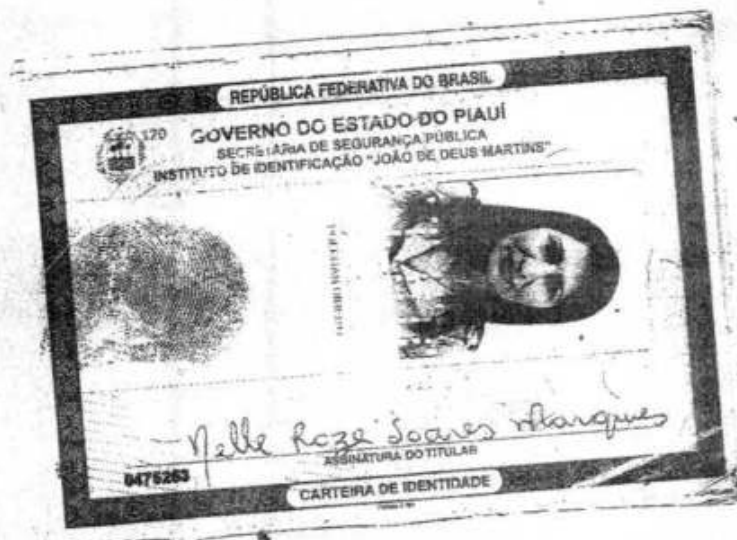 REPÚBLICA FEDERATIVA DO BRASIL
170
GOVERNO DO ESTADO DO PIAUÍ
SECRETARIA DE SEGURANÇA PÚBLICA
INSTITUTO DE IDENTIFICAÇÃO "JOÃO DE DEUS MARTINS"
Nelle Roze Soares Marques
ASSINATURA DO TITULAR
0475263
CARTEIRA DE IDENTIDADE